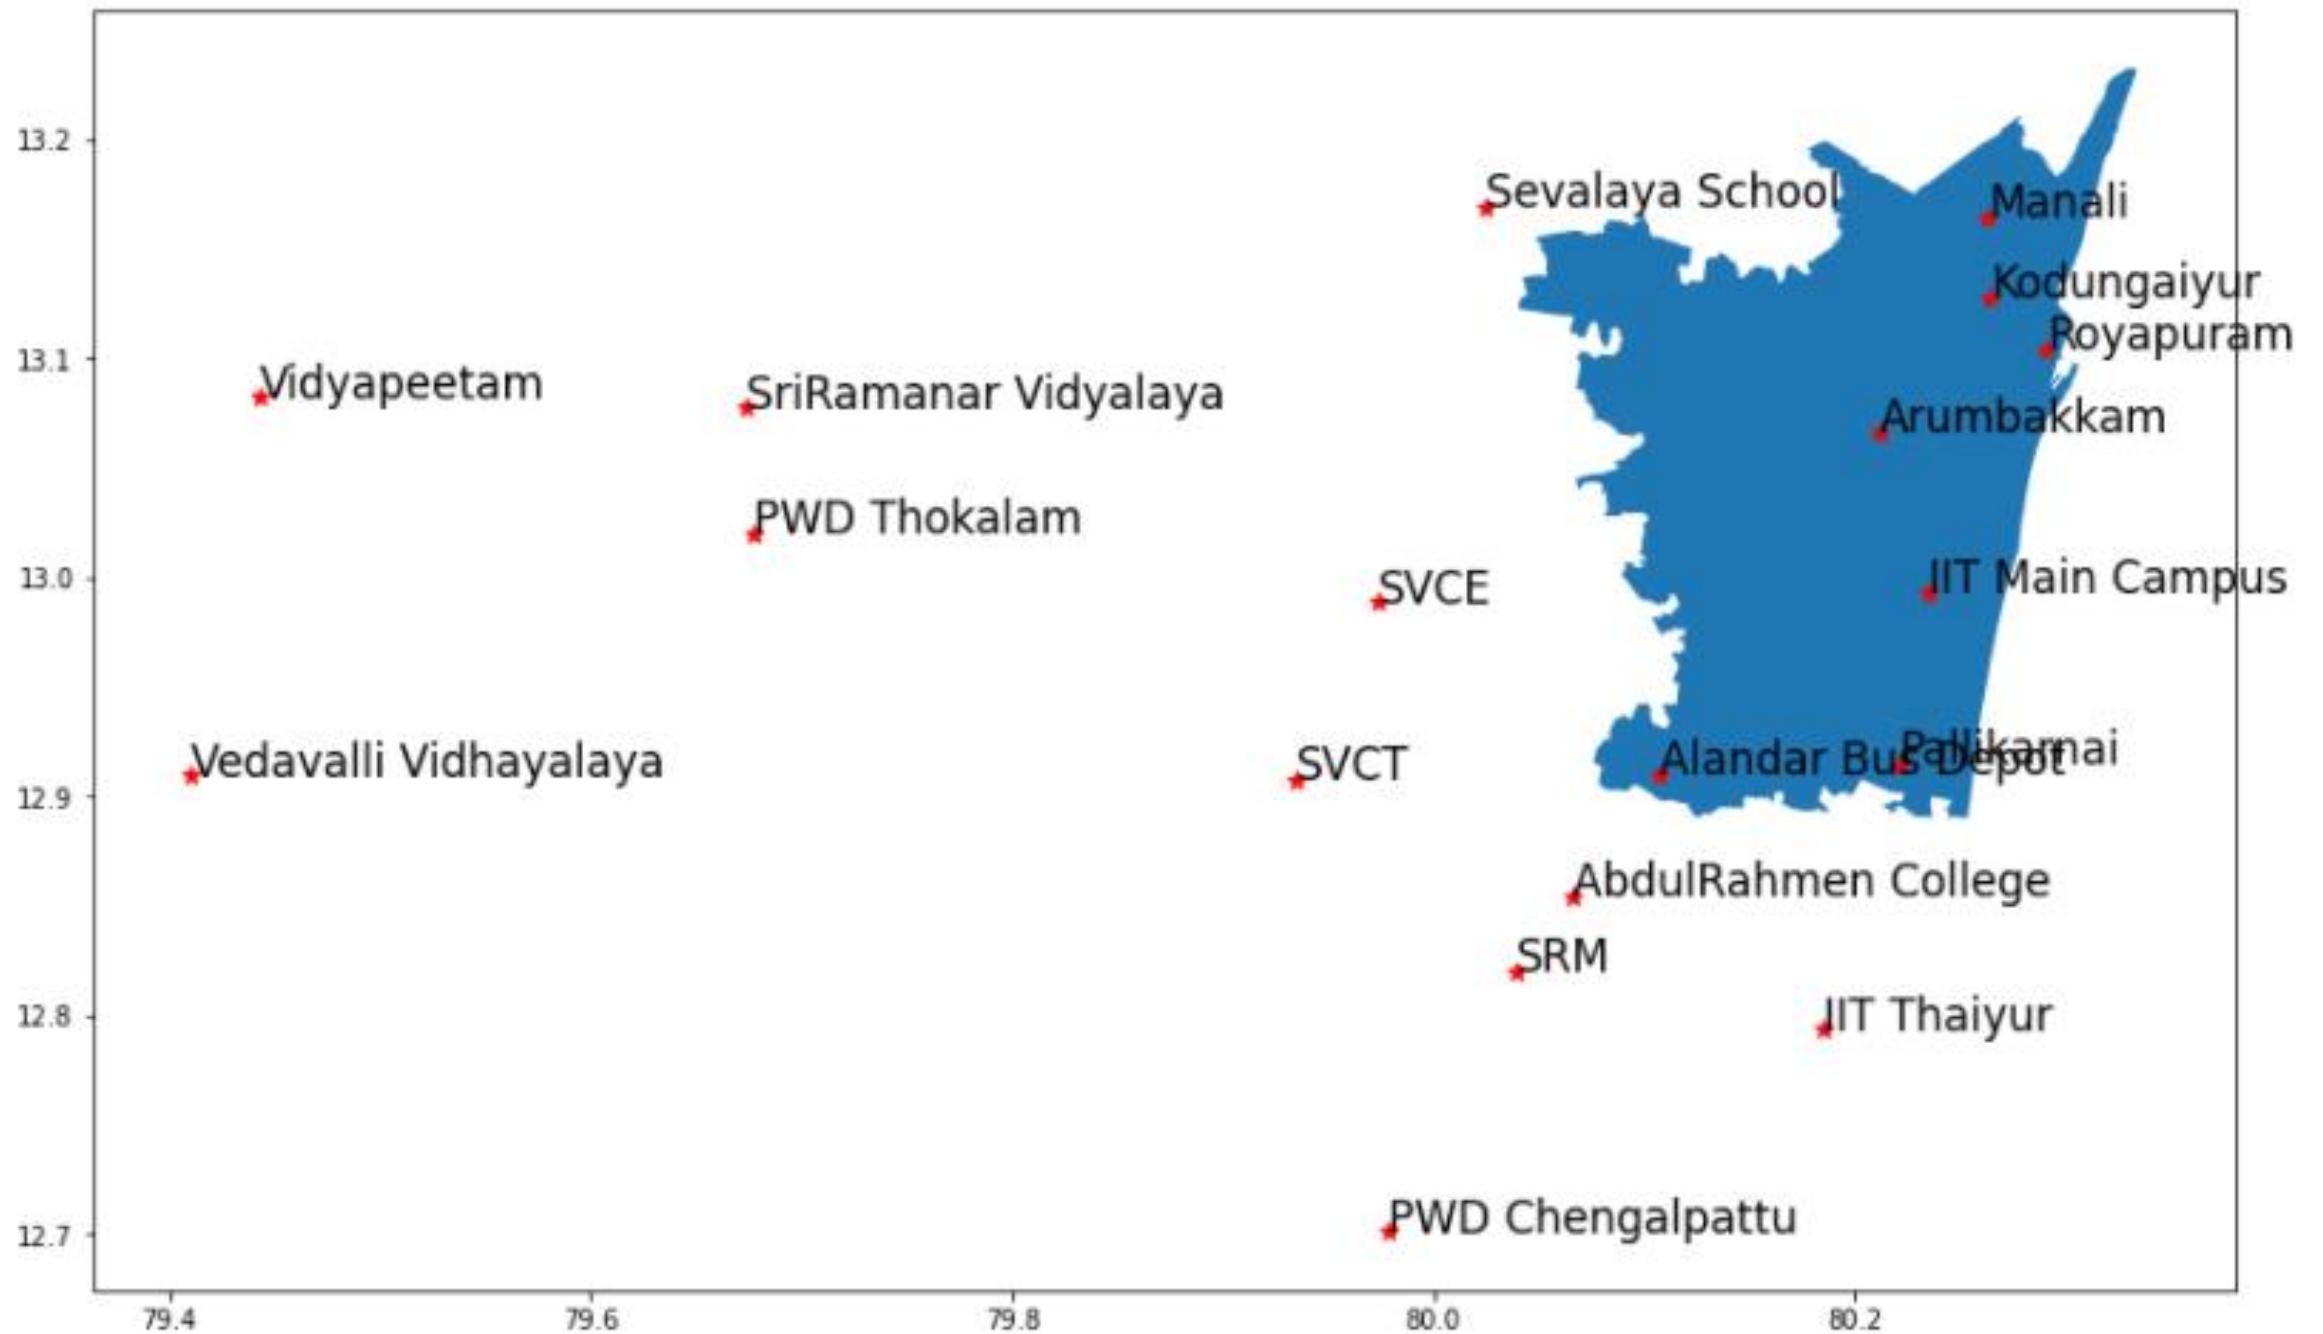 13.2
13.1
13.0
12.9
12.8
12.7
Sevalaya School
Manali
Kodungaiyur
Royapuram
Vidyapeetam
SriRamanar Vidyalaya
Arumbakkam
PWD Thokalam
SVCE
IIT Main Campus
Vedavalli Vidhayalaya
SVCT
Alandar Bus Depot
Pallikarnai
AbdulRahmen College
SRM
IIT Thaiyur
PWD Chengalpattu
79.4
79.6
79.8
80.0
80.2